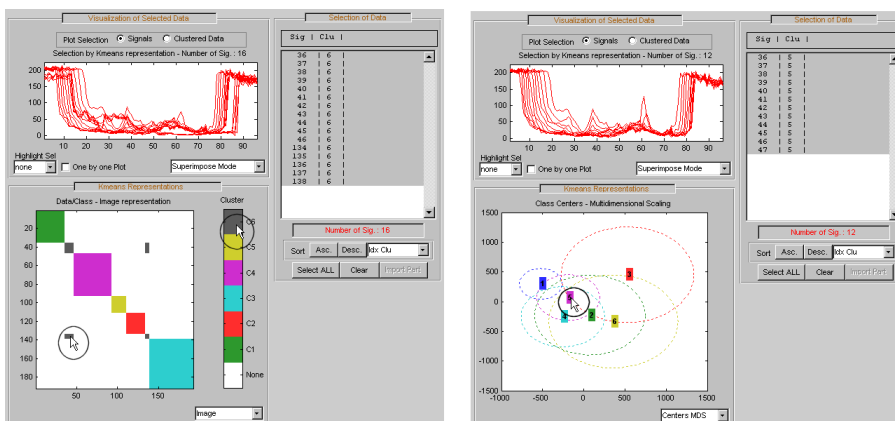 Visualization of Selected Data
Plot Selection Signals Clustered Data
Selection by Kmeans representation - Number of Sig. : 16
200
150
100
50
0
10 20 30 40 50 60 70 80 90
Highlight Sel
none One by one Plot Superimpose Mode
Kmeans Representations
Data/Class - Image representation
Cluster
20
40
60
80
100
120
140
160
180
50 100 150
C6
C5
C4
C3
C2
C1
None
Image
Selection of Data
Sig | Clu |
36 | 6 |
37 | 6 |
38 | 6 |
39 | 6 |
40 | 6 |
41 | 6 |
42 | 6 |
43 | 6 |
44 | 6 |
45 | 6 |
46 | 6 |
134 | 6 |
135 | 6 |
136 | 6 |
137 | 6 |
138 | 6 |
Number of Sig. : 16
Sort Asc. Desc. Idx Clu
Select ALL Clear Import Part
Visualization of Selected Data
Plot Selection Signals Clustered Data
Selection by Kmeans representation - Number of Sig. : 12
200
150
100
50
0
10 20 30 40 50 60 70 80 90
Highlight Sel
none One by one Plot Superimpose Mode
Kmeans Representations
Class Centers - Multidimensional Scaling
1500
1000
500
0
-500
-1000
-1500
-1000 -500 0 500 1000 1500
1
3
5
4
2
6
Centers MDS
Selection of Data
Sig | Clu |
36 | 5 |
37 | 5 |
38 | 5 |
39 | 5 |
40 | 5 |
41 | 5 |
42 | 5 |
43 | 5 |
44 | 5 |
45 | 5 |
46 | 5 |
47 | 5 |
Number of Sig. : 12
Sort Asc. Desc. Idx Clu
Select ALL Clear Import Part